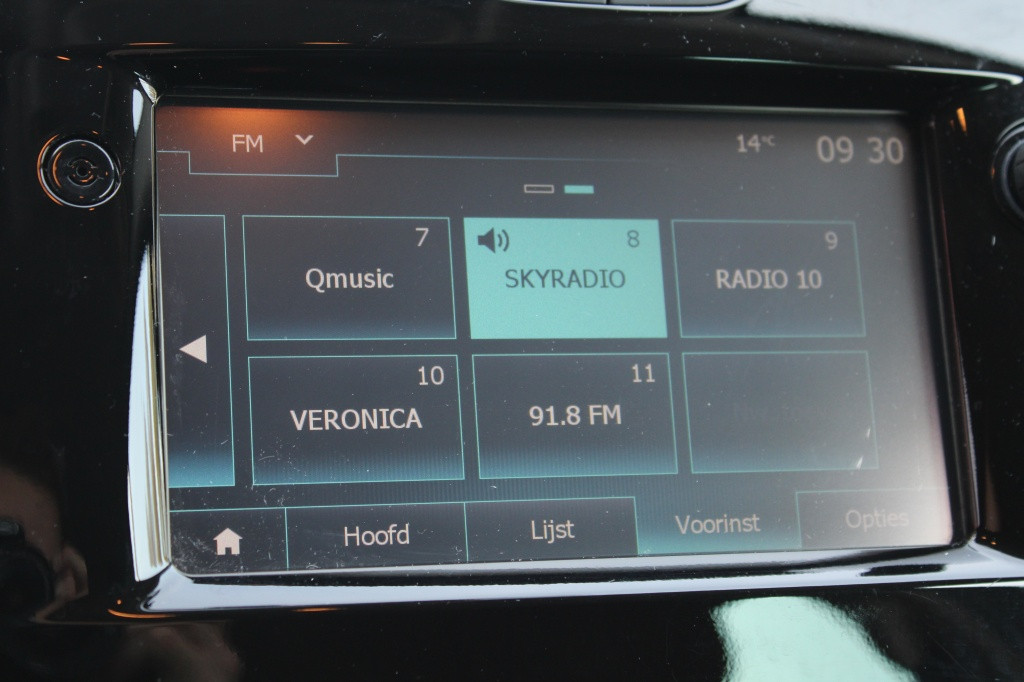 FM 14°C 09 30
7 8 9
Qmusic SKYRADIO RADIO 10
10 11
VERONICA 91.8 FM
Hoofd Lijst Voorinst Opties